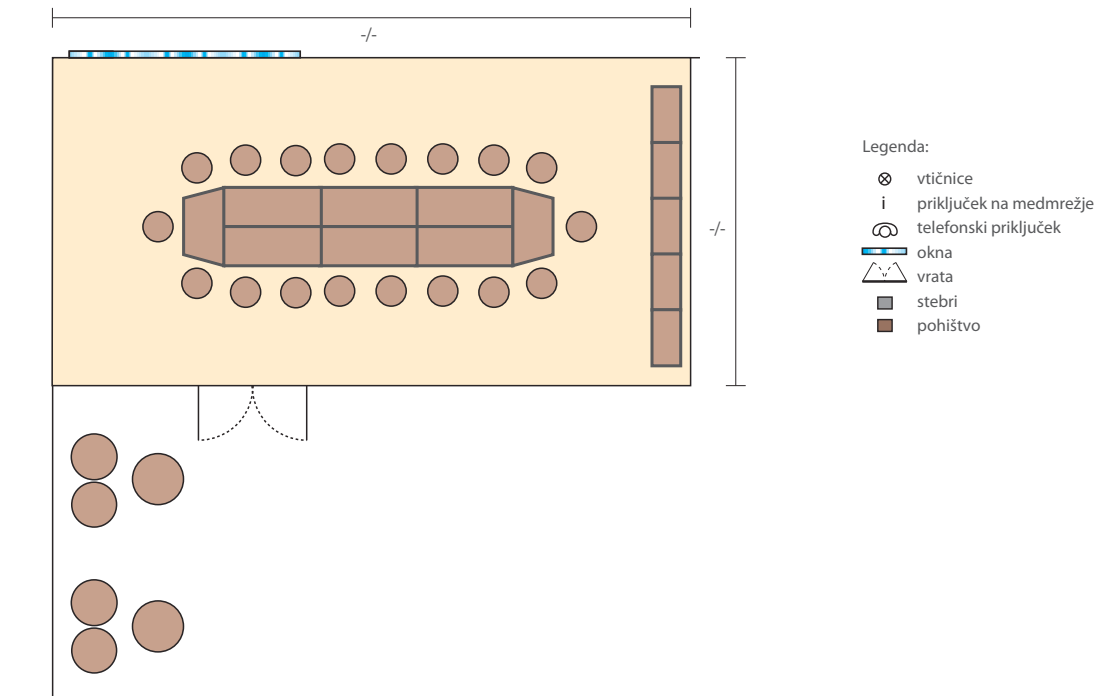 -/-
-/-
Legenda:
vtičnice
i priključek na medmrežje
telefonski priključek
okna
vrata
stebri
pohištvo